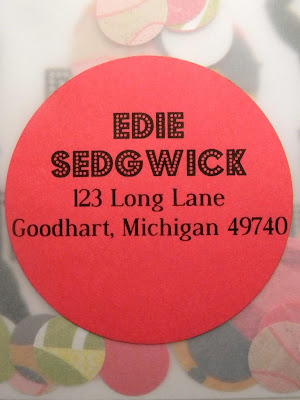 EDIE
SEDGWICK
123 Long Lane
Goodhart, Michigan 49740